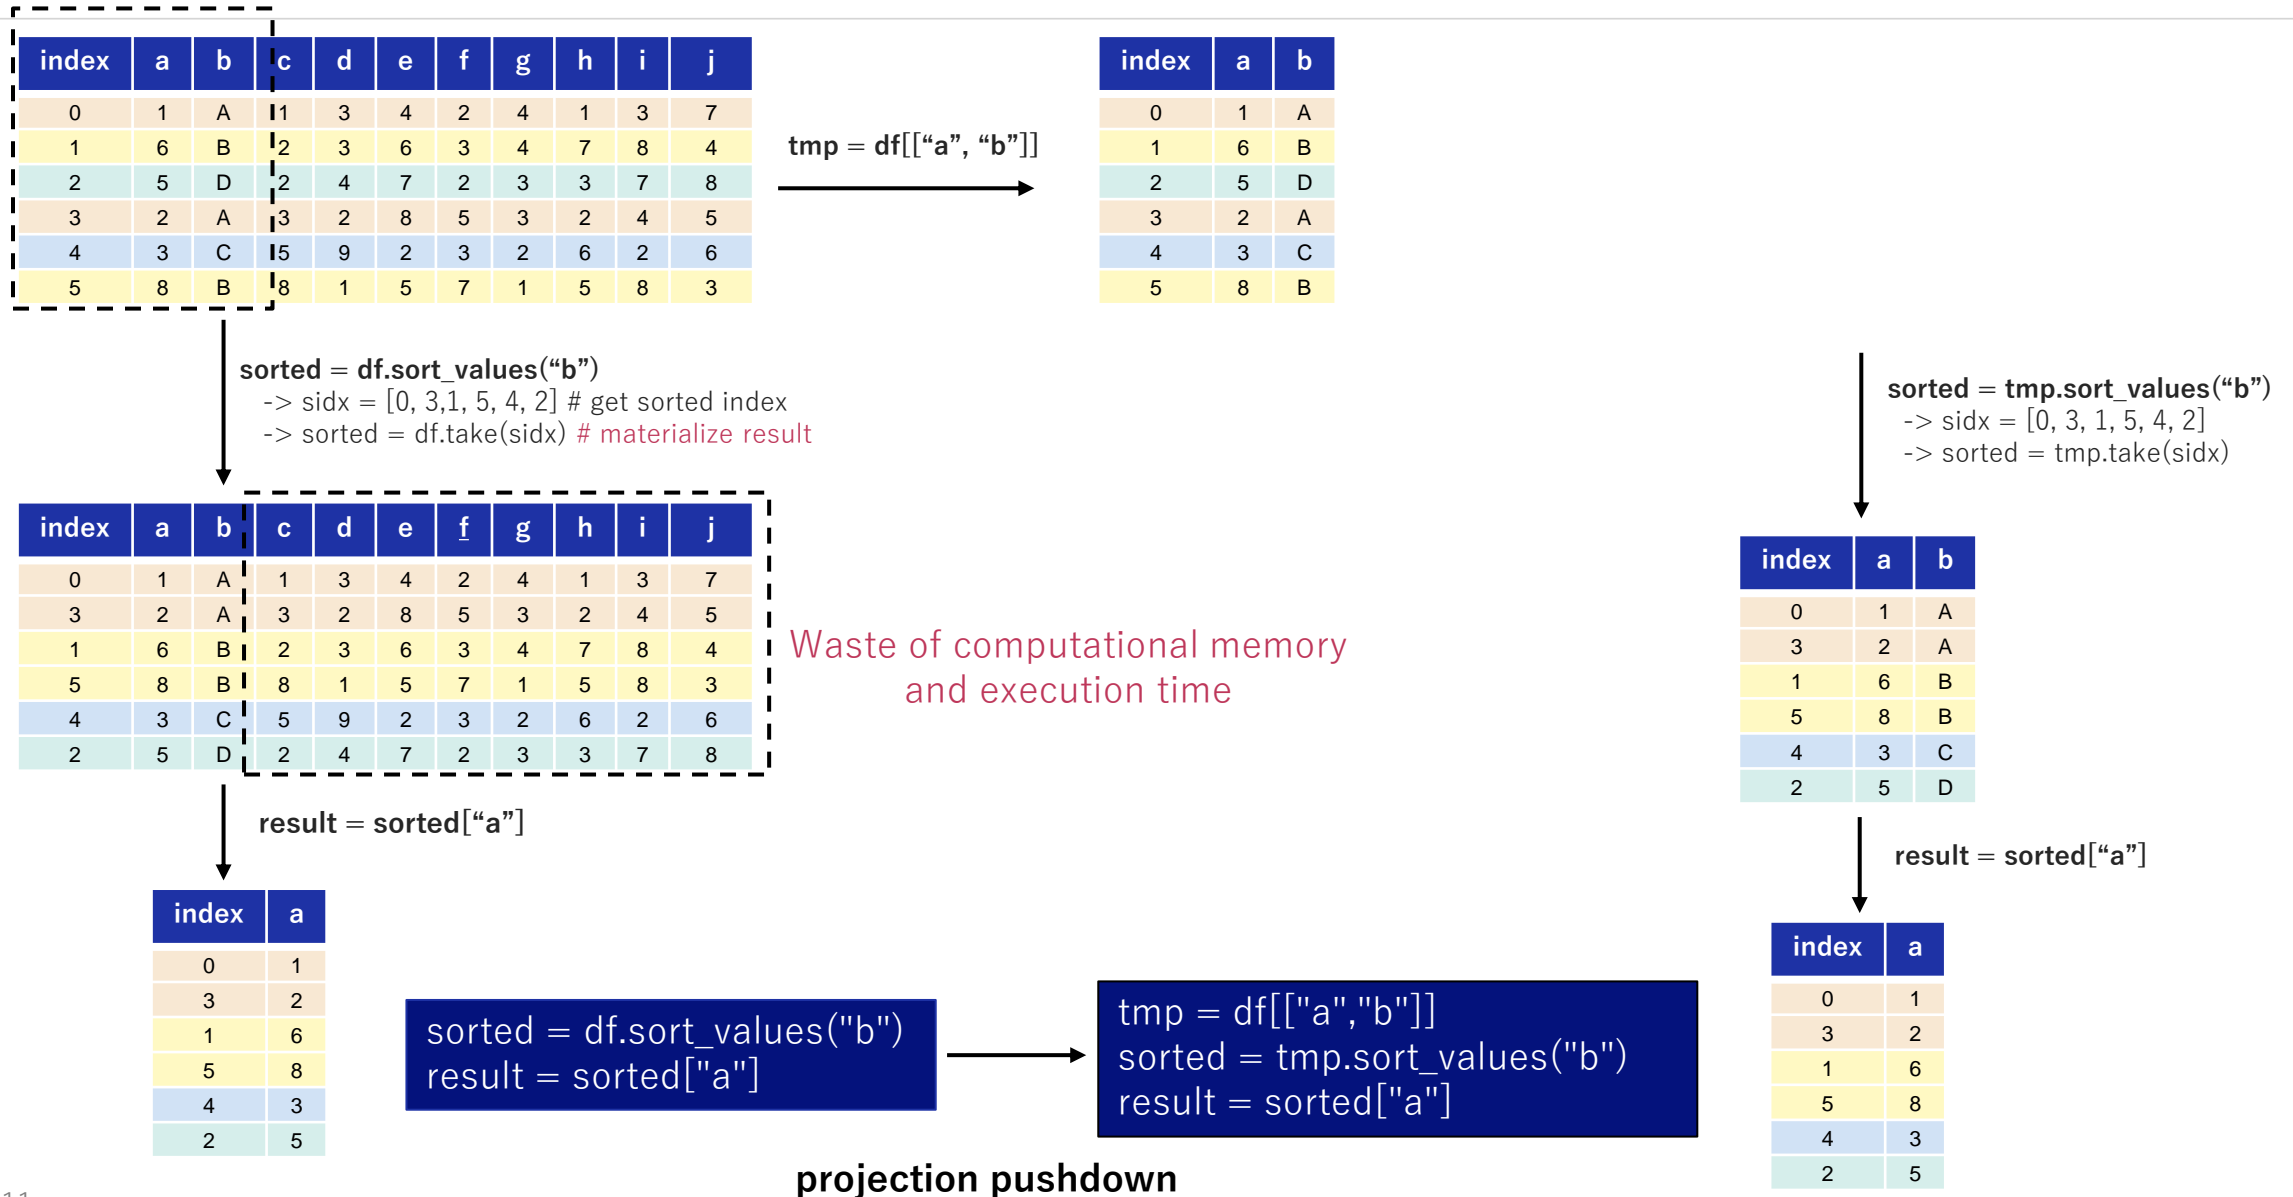 index a b c d e f g h i j
0 1 A 1 3 4 2 4 1 3 7
1 6 B 2 3 6 3 4 7 8 4
2 5 D 2 4 7 2 3 3 7 8
3 2 A 3 2 8 5 3 2 4 5
4 3 C 5 9 2 3 2 6 2 6
5 8 B 8 1 5 7 1 5 8 3
tmp = df[[“a”, “b”]]
index a b
0 1 A
1 6 B
2 5 D
3 2 A
4 3 C
5 8 B
sorted = df.sort_values(“b”)
-> sidx = [0, 3,1, 5, 4, 2] # get sorted index
-> sorted = df.take(sidx) # materialize result
sorted = tmp.sort_values(“b”)
-> sidx = [0, 3, 1, 5, 4, 2]
-> sorted = tmp.take(sidx)
index a b c d e f g h i j
0 1 A 1 3 4 2 4 1 3 7
3 2 A 3 2 8 5 3 2 4 5
1 6 B 2 3 6 3 4 7 8 4
5 8 B 8 1 5 7 1 5 8 3
4 3 C 5 9 2 3 2 6 2 6
2 5 D 2 4 7 2 3 3 7 8
Waste of computational memory
and execution time
index a b
0 1 A
3 2 A
1 6 B
5 8 B
4 3 C
2 5 D
result = sorted[“a”]
result = sorted[“a”]
index a
0 1
3 2
1 6
5 8
4 3
2 5
sorted = df.sort_values("b")
result = sorted["a"]
tmp = df[["a","b"]]
sorted = tmp.sort_values("b")
result = sorted["a"]
index a
0 1
3 2
1 6
5 8
4 3
2 5
projection pushdown